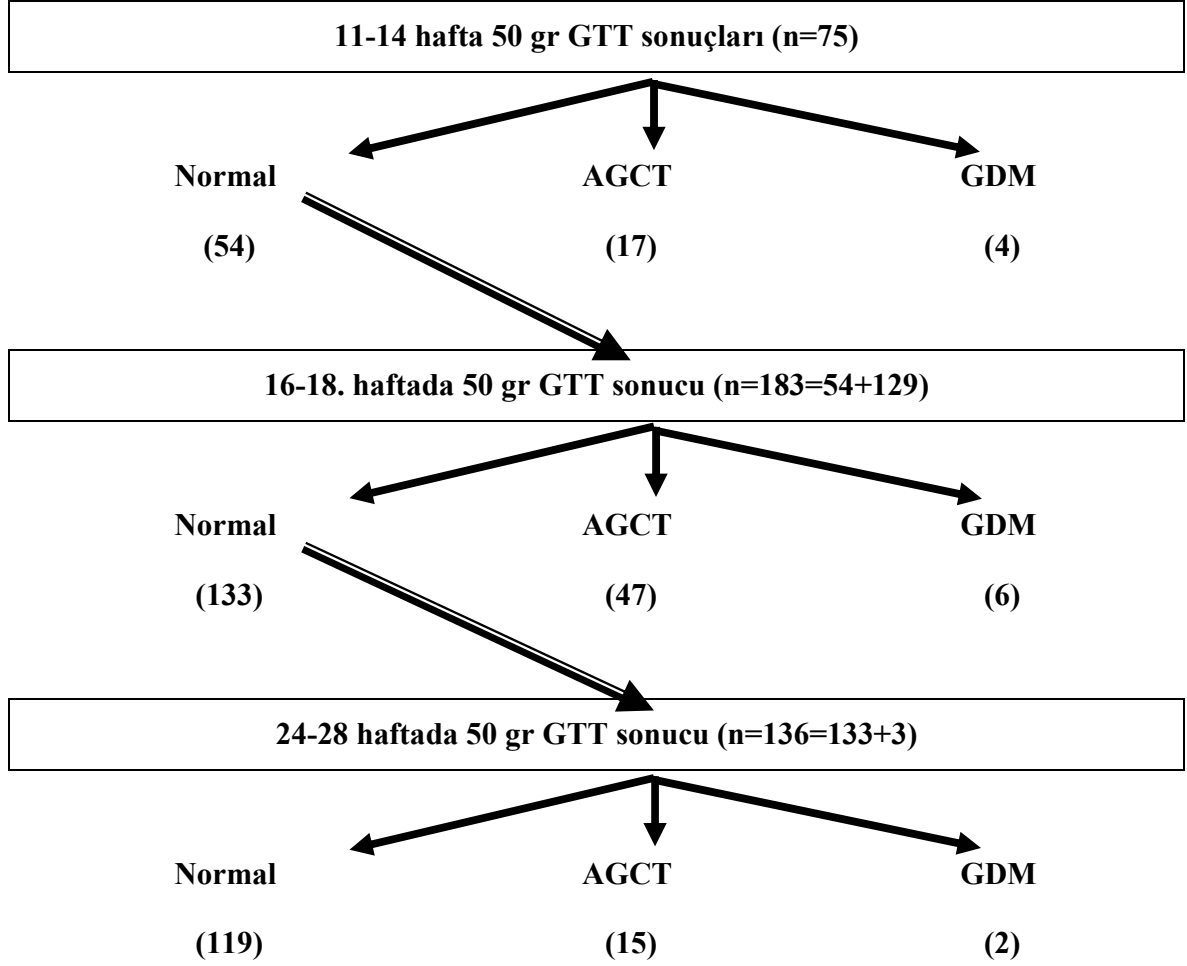 11-14 hafta 50 gr GTT sonuçları (n=75)
Normal AGCT GDM
(54) (17) (4)
16-18. haftada 50 gr GTT sonucu (n=183=54+129)
Normal AGCT GDM
(133) (47) (6)
24-28 haftada 50 gr GTT sonucu (n=136=133+3)
Normal AGCT GDM
(119) (15) (2)